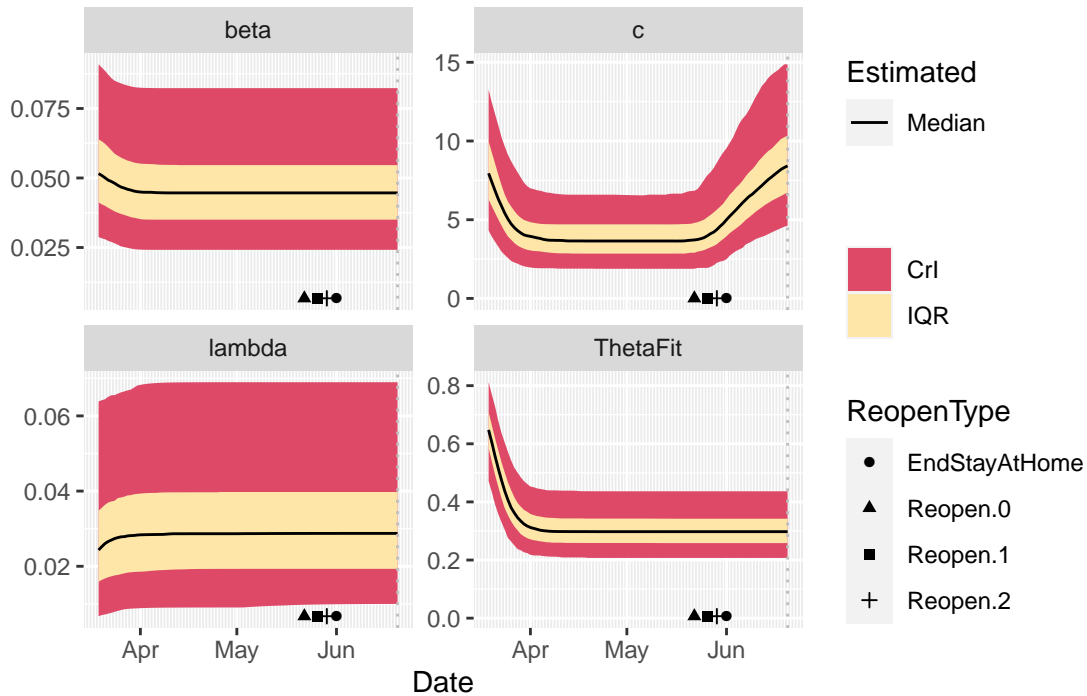 beta
0.075
0.050
0.025
c
15
10
5
0
lambda
0.06
0.04
0.02
Apr
May
Jun
ThetaFit
0.8
0.6
0.4
0.2
0.0
Apr
May
Jun
Date
Estimated
Median
CrI
IQR
ReopenType
EndStayAtHome
Reopen.0
Reopen.1
Reopen.2